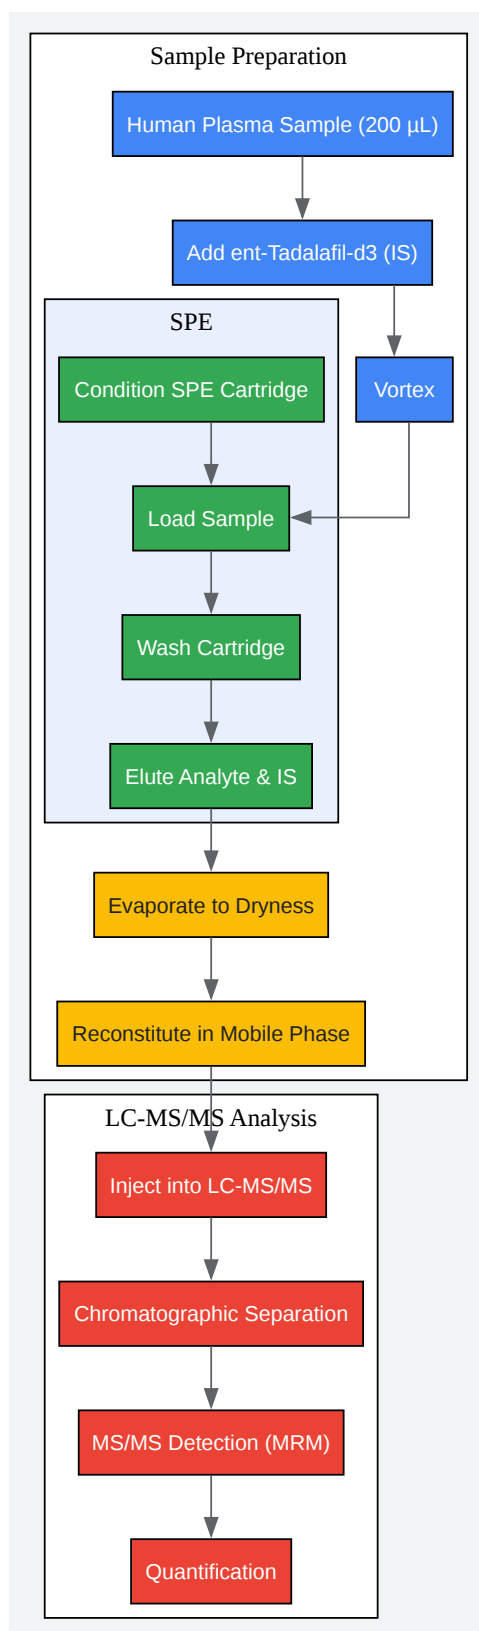 Sample Preparation
Human Plasma Sample (200 µL)
Add ent-Tadalafil-d3 (IS)
SPE
Condition SPE Cartridge
Vortex
Load Sample
Wash Cartridge
Elute Analyte & IS
Evaporate to Dryness
Reconstitute in Mobile Phase
LC-MS/MS Analysis
Inject into LC-MS/MS
Chromatographic Separation
MS/MS Detection (MRM)
Quantification